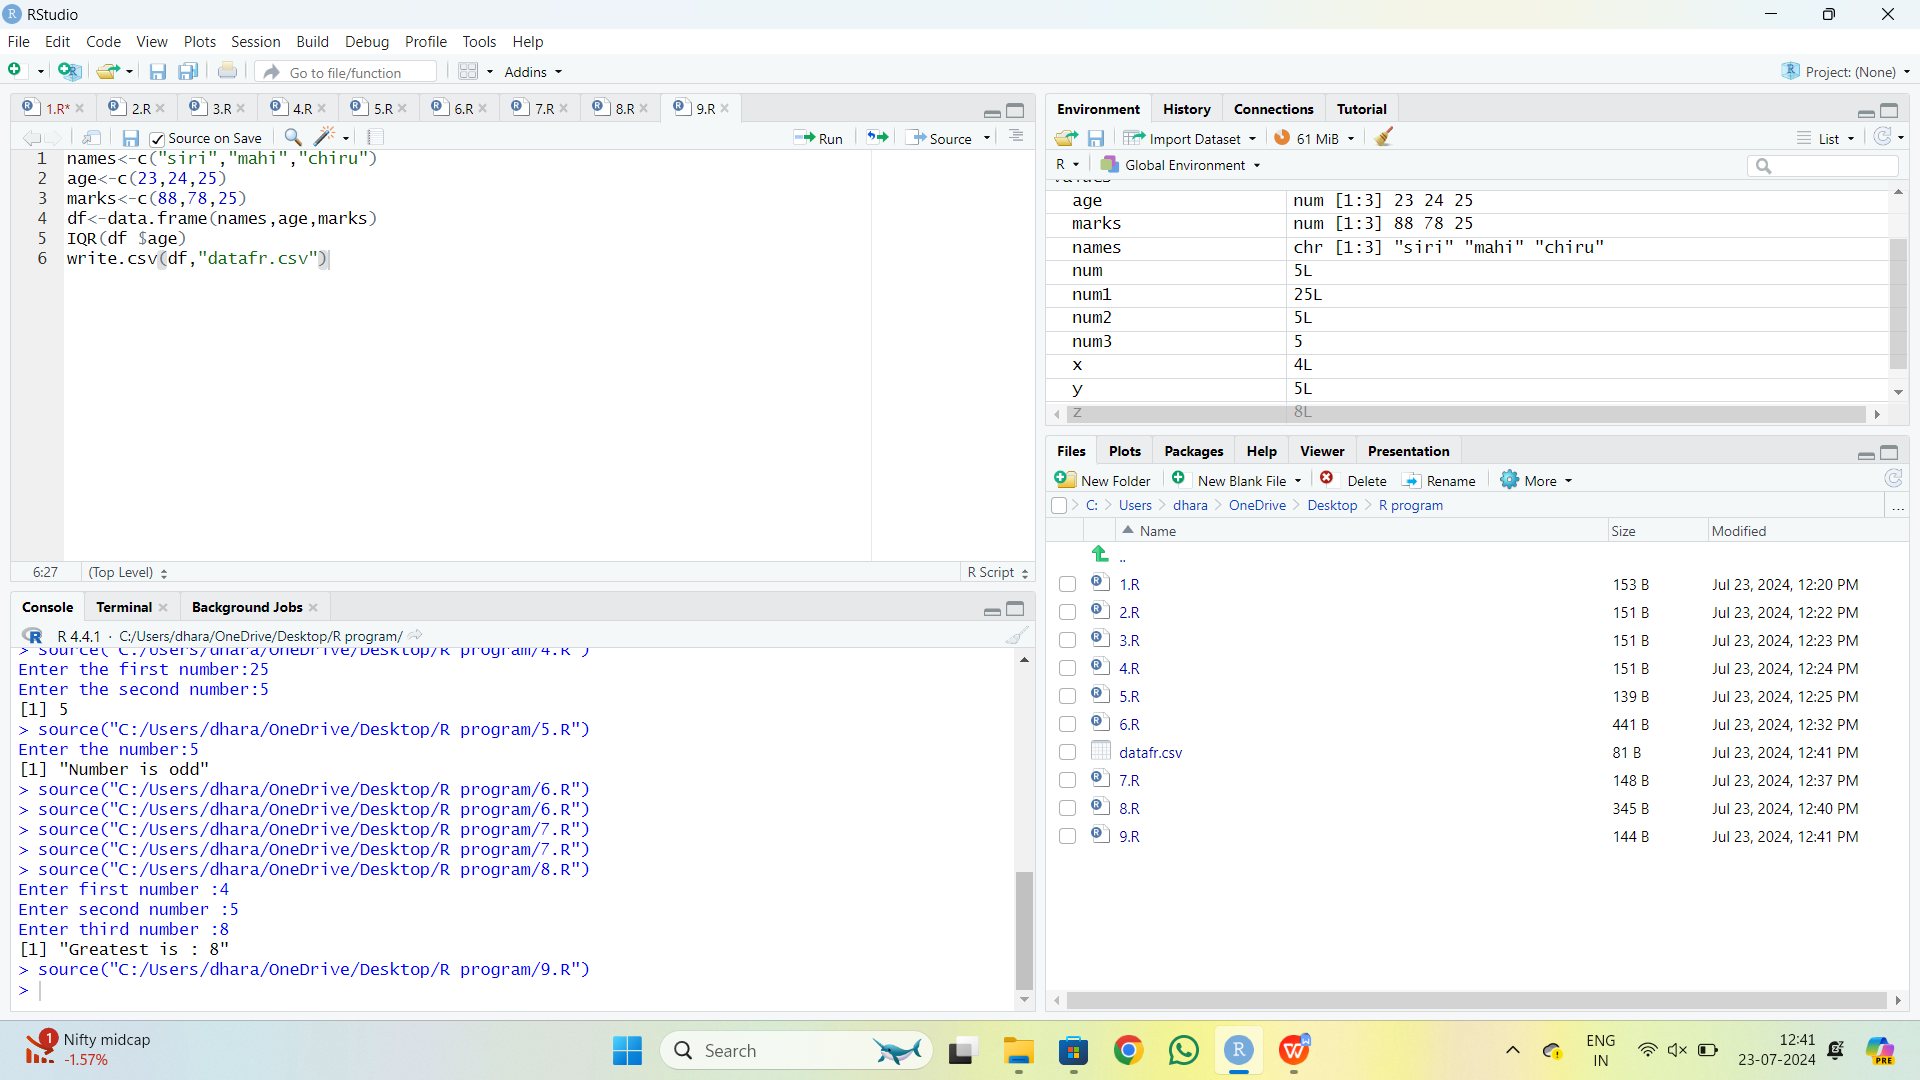 RStudio
File Edit Code View Plots Session Build Debug Profile Tools Help
Go to file/function Addins Project: (None)
1.R* 2.R 3.R 4.R 5.R 6.R 7.R 8.R 9.R
Source on Save Run Source
1 names<-c("siri","mahi","chiru")
2 age<-c(23,24,25)
3 marks<-c(88,78,25)
4 df<-data.frame(names,age,marks)
5 IQR(df $age)
6 write.csv(df,"datafr.csv")
6:27 (Top Level) R Script
Console Terminal Background Jobs
R 4.4.1 · C:/Users/dhara/OneDrive/Desktop/R program/
> source("C:/Users/dhara/OneDrive/Desktop/R program/4.R")
Enter the first number:25
Enter the second number:5
[1] 5
> source("C:/Users/dhara/OneDrive/Desktop/R program/5.R")
Enter the number:5
[1] "Number is odd"
> source("C:/Users/dhara/OneDrive/Desktop/R program/6.R")
> source("C:/Users/dhara/OneDrive/Desktop/R program/6.R")
> source("C:/Users/dhara/OneDrive/Desktop/R program/7.R")
> source("C:/Users/dhara/OneDrive/Desktop/R program/7.R")
> source("C:/Users/dhara/OneDrive/Desktop/R program/8.R")
Enter first number :4
Enter second number :5
Enter third number :8
[1] "Greatest is : 8"
> source("C:/Users/dhara/OneDrive/Desktop/R program/9.R")
>
Environment History Connections Tutorial
Import Dataset 61 MiB List
R Global Environment
values
age num [1:3] 23 24 25
marks num [1:3] 88 78 25
names chr [1:3] "siri" "mahi" "chiru"
num 5L
num1 25L
num2 5L
num3 5
x 4L
y 5L
z 8L
Files Plots Packages Help Viewer Presentation
New Folder New Blank File Delete Rename More
C: Users dhara OneDrive Desktop R program ...
Name Size Modified
..
1.R 153 B Jul 23, 2024, 12:20 PM
2.R 151 B Jul 23, 2024, 12:22 PM
3.R 151 B Jul 23, 2024, 12:23 PM
4.R 151 B Jul 23, 2024, 12:24 PM
5.R 139 B Jul 23, 2024, 12:25 PM
6.R 441 B Jul 23, 2024, 12:32 PM
datafr.csv 81 B Jul 23, 2024, 12:41 PM
7.R 148 B Jul 23, 2024, 12:37 PM
8.R 345 B Jul 23, 2024, 12:40 PM
9.R 144 B Jul 23, 2024, 12:41 PM
1 Nifty midcap
-1.57%
Search
ENG
IN
12:41
23-07-2024
PRE